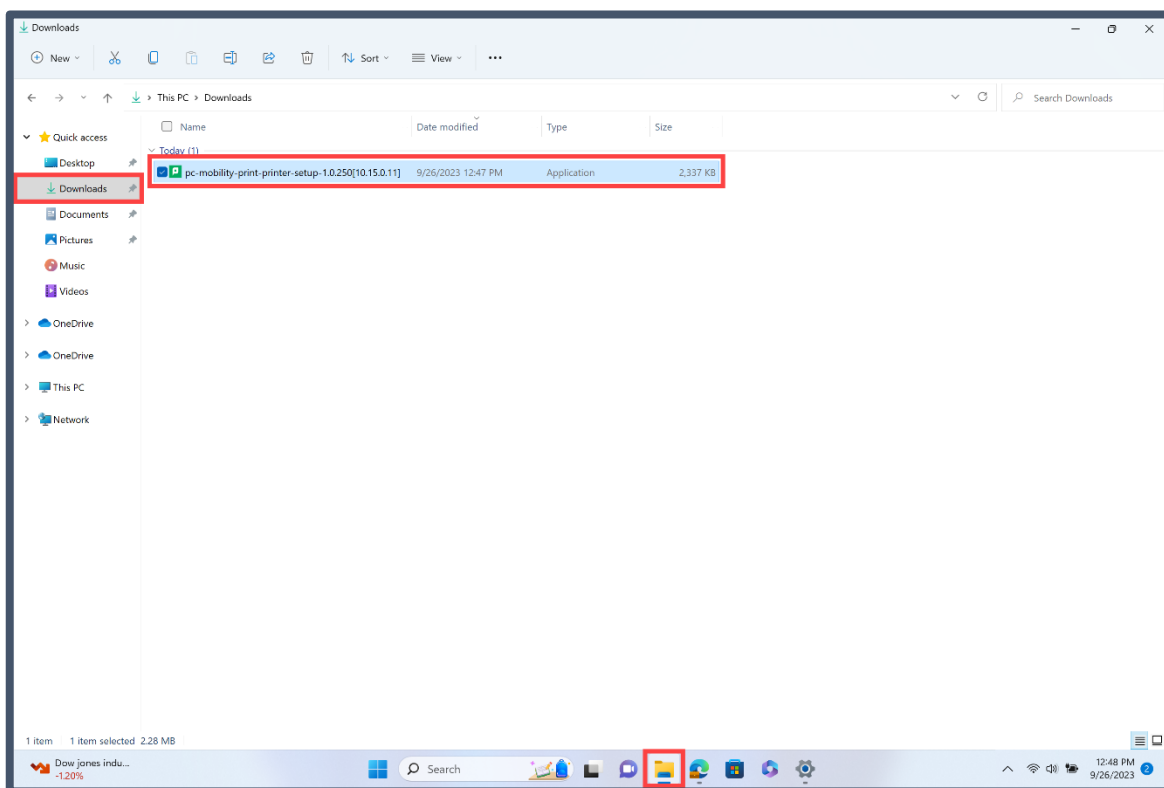 Downloads
New
Sort
View
This PC > Downloads
Search Downloads
Name Date modified Type Size
Quick access
Today (1)
Desktop
pc-mobility-print-printer-setup-1.0.250[10.15.0.11] 9/26/2023 12:47 PM Application 2,337 KB
Downloads
Documents
Pictures
Music
Videos
OneDrive
OneDrive
This PC
Network
1 item 1 item selected 2.28 MB
Dow jones indu...
-1.20%
Search
12:48 PM
9/26/2023
2